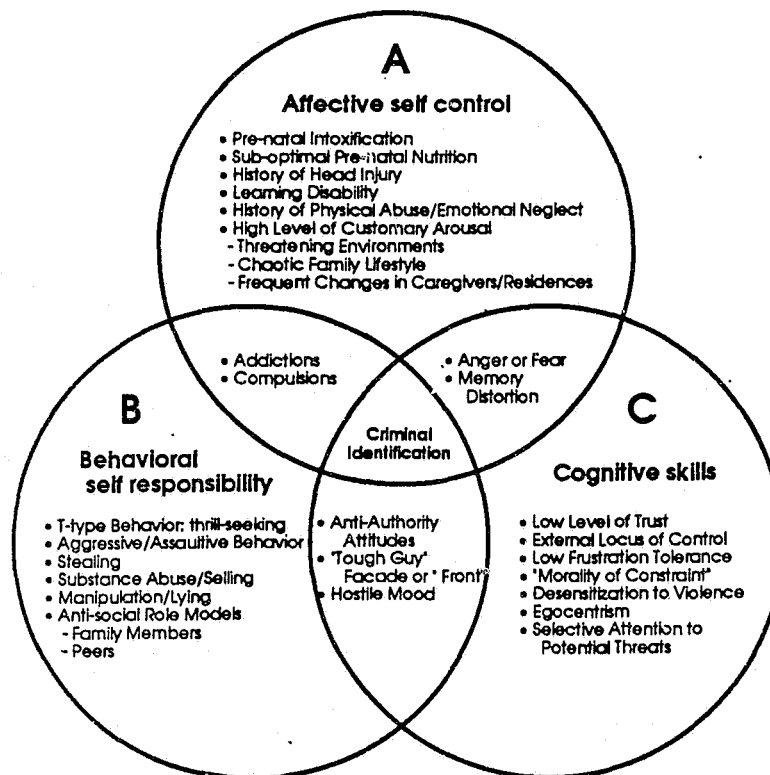 A
Affective self control
• Pre-natal Intoxification
• Sub-optimal Pre-natal Nutrition
• History of Head Injury
• Learning Disability
• History of Physical Abuse/Emotional Neglect
• High Level of Customary Arousal
- Threatening Environments
- Chaotic Family Lifestyle
- Frequent Changes in Caregivers/Residences
• Addictions
• Compulsions
• Anger or Fear
• Memory
Distortion
Criminal
Identification
B
Behavioral
self responsibility
• T-type Behavior: thrill-seeking
• Aggressive/Assaultive Behavior
• Stealing
• Substance Abuse/Selling
• Manipulation/Lying
• Anti-social Role Models
- Family Members
- Peers
• Anti-Authority
Attitudes
• "Tough Guy"
Facade or " Front"
• Hostile Mood
C
Cognitive skills
• Low Level of Trust
• External Locus of Control
• Low Frustration Tolerance
• "Morality of Constraint"
• Desensitization to Violence
• Egocentrism
• Selective Attention to
Potential Threats